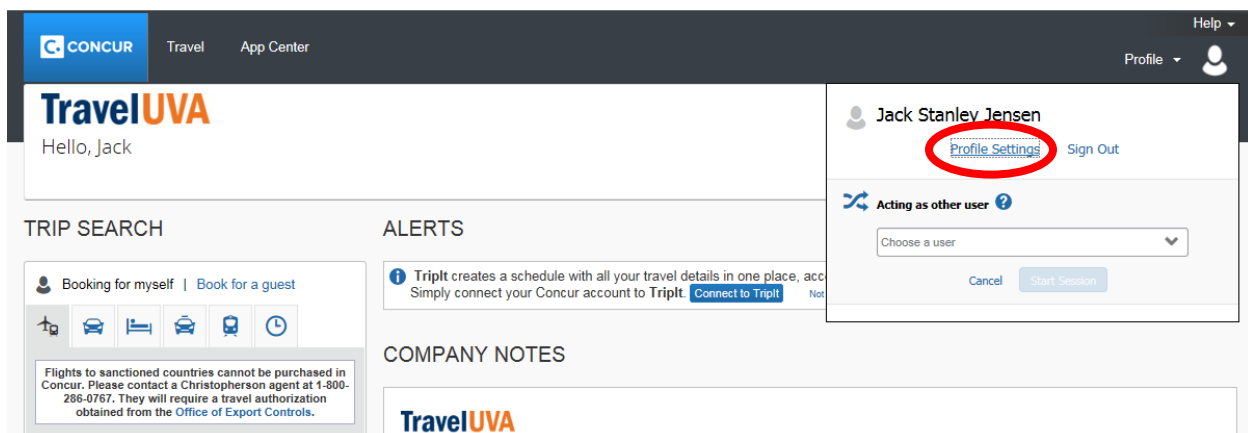 Help
C. CONCUR
Travel
App Center
Profile
TravelUVA
Hello, Jack
Jack Stanley Jensen
Profile Settings
Sign Out
Acting as other user ?
Choose a user
Cancel
Start Session
TRIP SEARCH
Booking for myself | Book for a guest
Flights to sanctioned countries cannot be purchased in
Concur. Please contact a Christopherson agent at 1-800-
286-0767. They will require a travel authorization
obtained from the Office of Export Controls.
ALERTS
TripIt creates a schedule with all your travel details in one place, acc
Simply connect your Concur account to TripIt. Connect to TripIt Not
COMPANY NOTES
TravelUVA